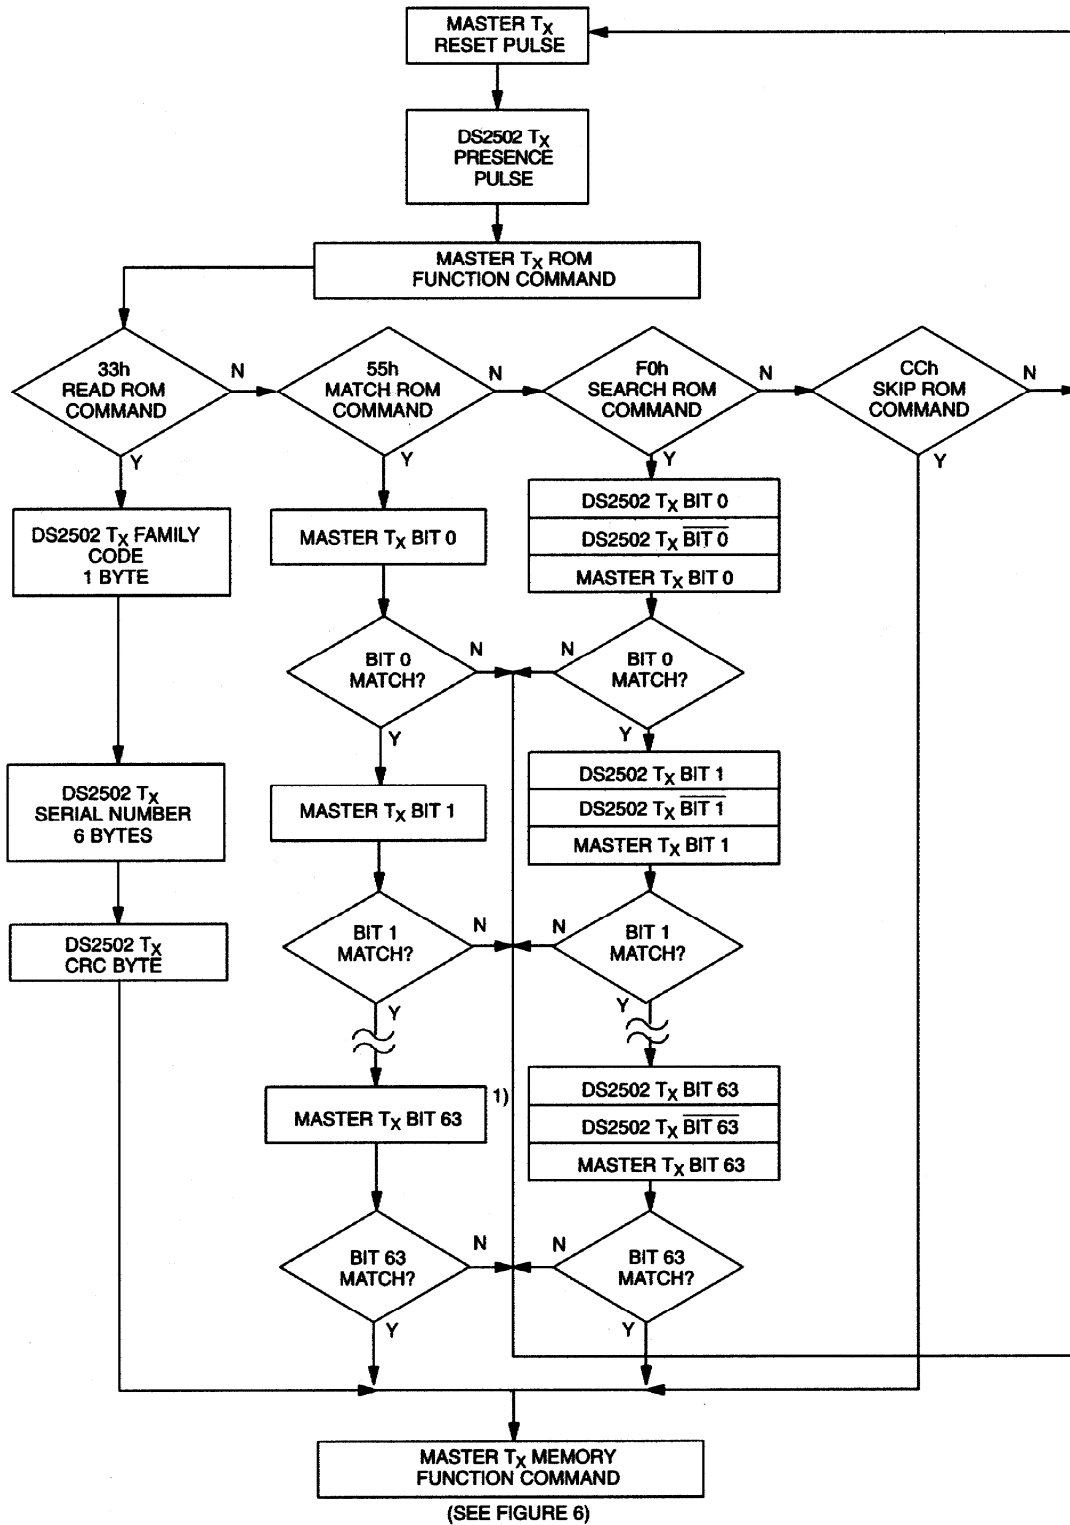 MASTER TX
RESET PULSE
DS2502 TX
PRESENCE
PULSE
MASTER TX ROM
FUNCTION COMMAND
33h
READ ROM
COMMAND
N
Y
55h
MATCH ROM
COMMAND
N
Y
F0h
SEARCH ROM
COMMAND
N
Y
CCh
SKIP ROM
COMMAND
N
Y
DS2502 TX FAMILY
CODE
1 BYTE
DS2502 TX
SERIAL NUMBER
6 BYTES
DS2502 TX
CRC BYTE
MASTER TX BIT 0
BIT 0
MATCH?
N
Y
MASTER TX BIT 1
BIT 1
MATCH?
N
Y
MASTER TX BIT 63
1)
BIT 63
MATCH?
N
Y
DS2502 TX BIT 0
DS2502 TX BIT 0
MASTER TX BIT 0
N
BIT 0
MATCH?
Y
DS2502 TX BIT 1
DS2502 TX BIT 1
MASTER TX BIT 1
N
BIT 1
MATCH?
Y
DS2502 TX BIT 63
DS2502 TX BIT 63
MASTER TX BIT 63
N
BIT 63
MATCH?
Y
MASTER TX MEMORY
FUNCTION COMMAND
(SEE FIGURE 6)